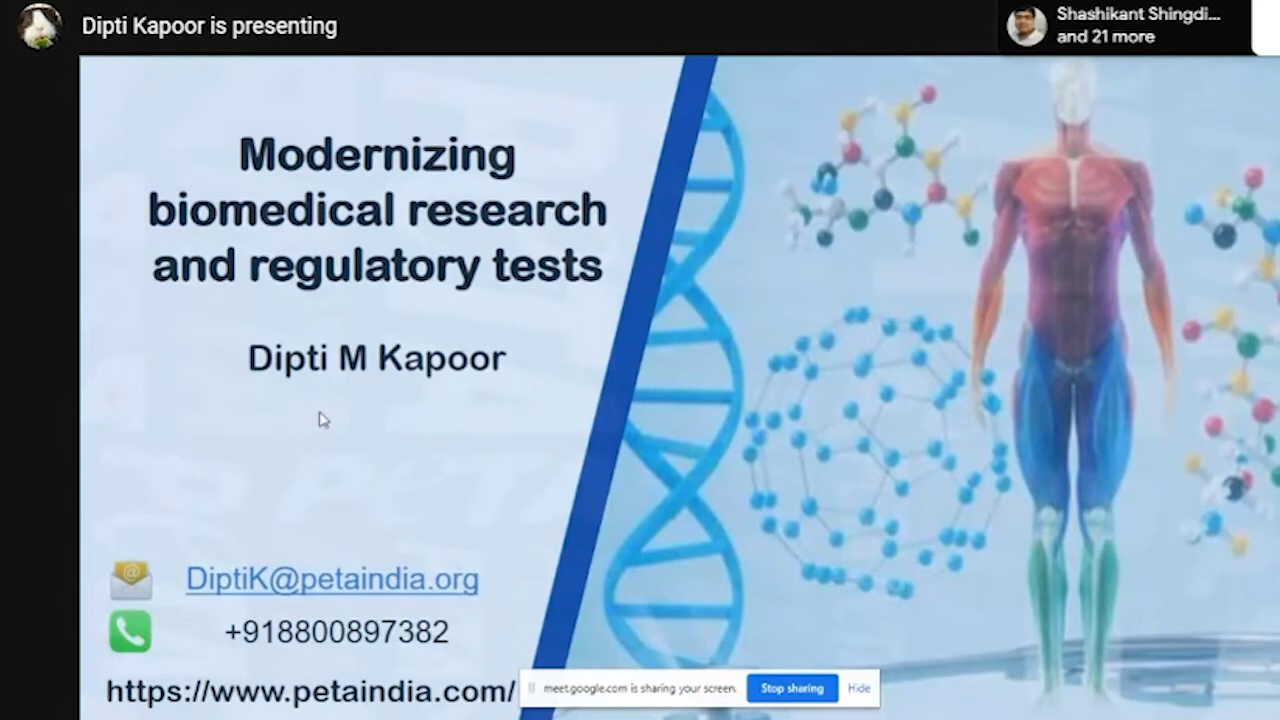 Dipti Kapoor is presenting
Shashikant Shingdi...
and 21 more
Modernizing
biomedical research
and regulatory tests
Dipti M Kapoor
DiptiK@petaindia.org
+918800897382
https://www.petaindia.com/
meet.google.com is sharing your screen.
Stop sharing
Hide
PETA